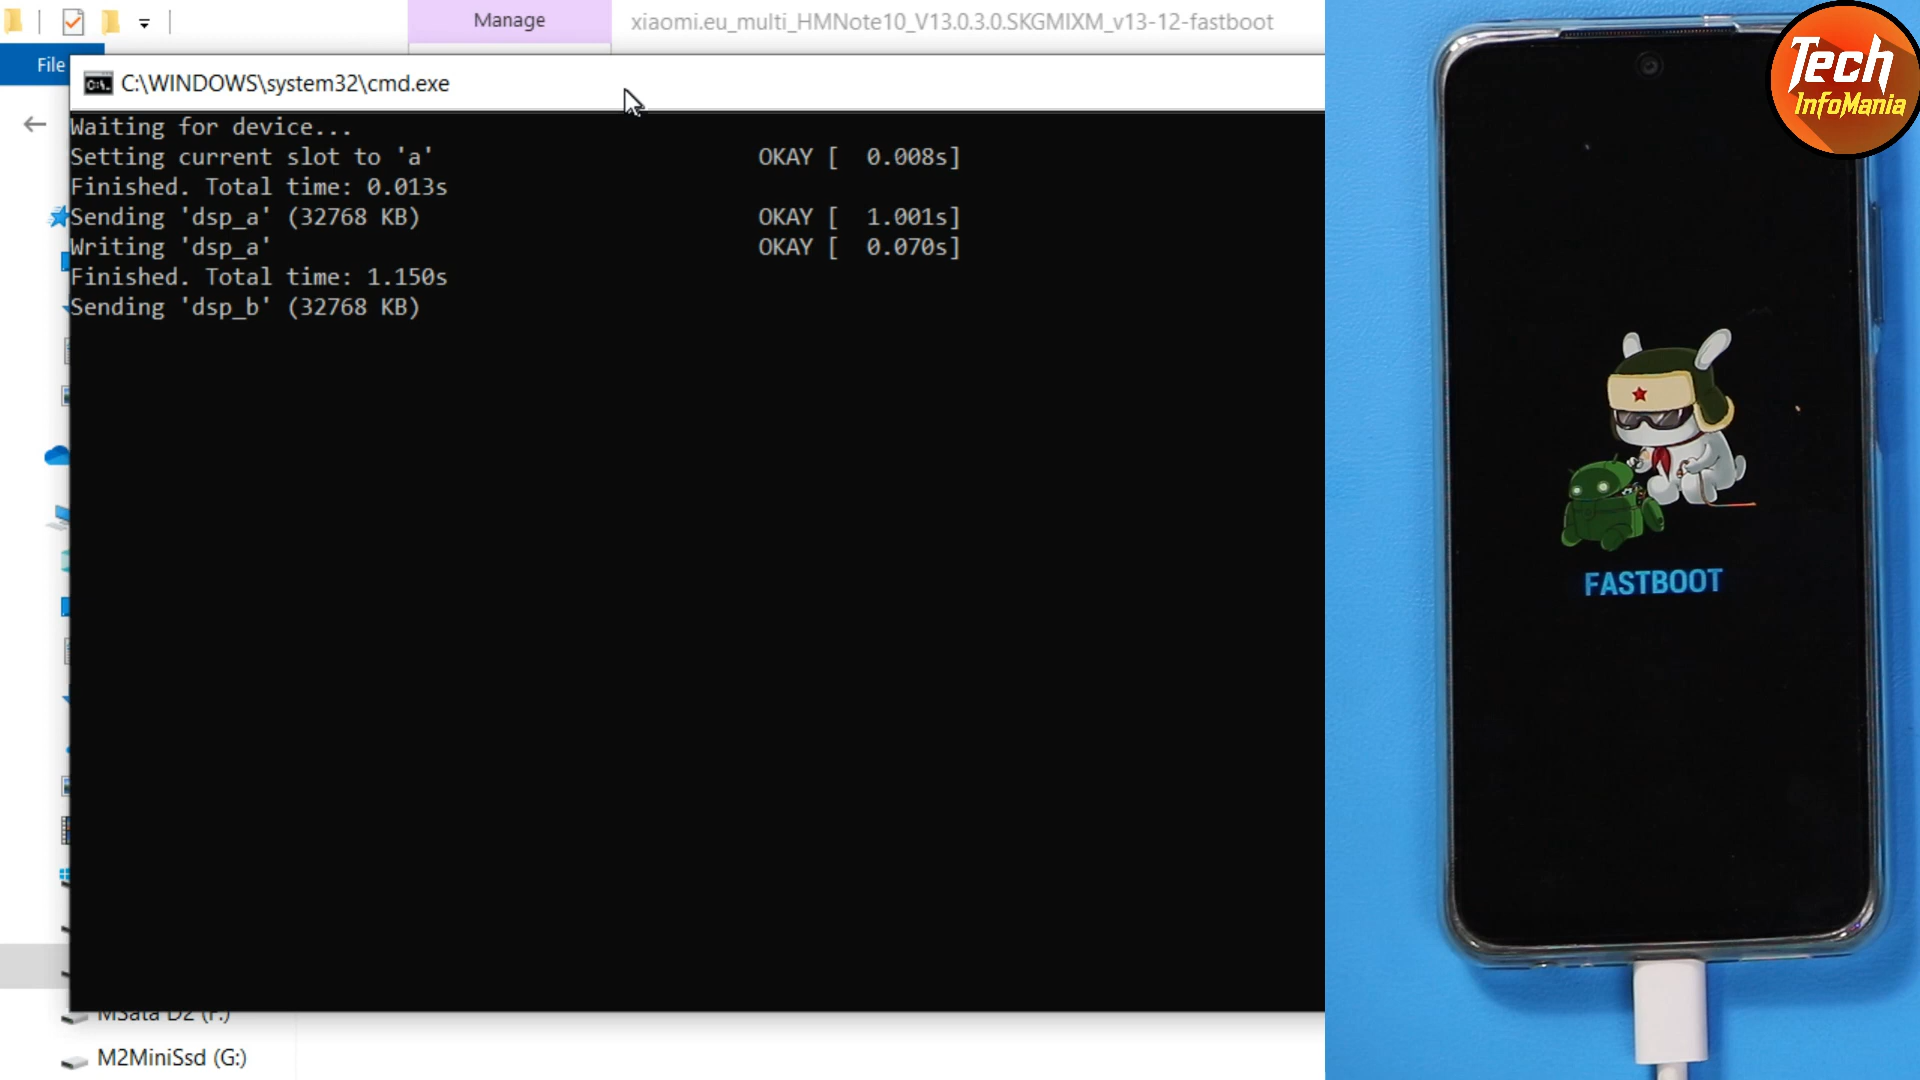 Manage
xiaomi.eu_multi_HMNote10_V13.0.3.0.SKGMIXM_v13-12-fastboot
File
C:\WINDOWS\system32\cmd.exe
Waiting for device...
Setting current slot to 'a' OKAY [ 0.008s]
Finished. Total time: 0.013s
Sending 'dsp_a' (32768 KB) OKAY [ 1.001s]
Writing 'dsp_a' OKAY [ 0.070s]
Finished. Total time: 1.150s
Sending 'dsp_b' (32768 KB)
MSata D2 (F:)
M2MiniSsd (G:)
Tech
InfoMania
FASTBOOT